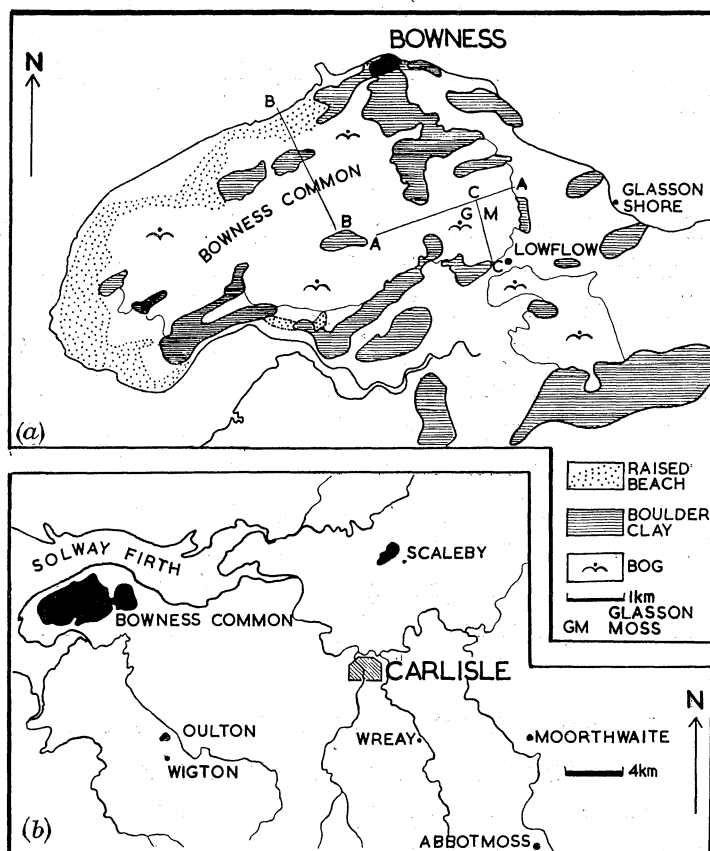 BOWNESS
N
B
BOWNESS COMMON
B
A
C
A
G M
GLASSON
SHORE
C
LOWFLOW
(a)
RAISED
BEACH
BOULDER
CLAY
BOG
1km
GM GLASSON
MOSS
SOLWAY FIRTH
SCALEBY
BOWNESS COMMON
CARLISLE
OULTON
WIGTON
WREAY
MOORTHWAITE
N
4km
ABBOTMOSS
(b)